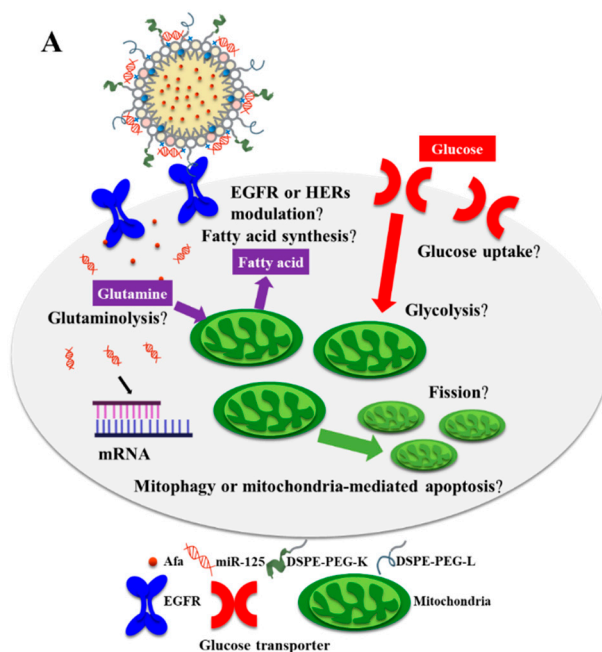 A
Glucose
EGFR or HERs
modulation?
Fatty acid synthesis?
Glucose uptake?
Fatty acid
Glutamine
Glutaminolysis?
Glycolysis?
Fission?
mRNA
Mitophagy or mitochondria-mediated apoptosis?
Afa miR-125 DSPE-PEG-K DSPE-PEG-L
EGFR Mitochondria
Glucose transporter